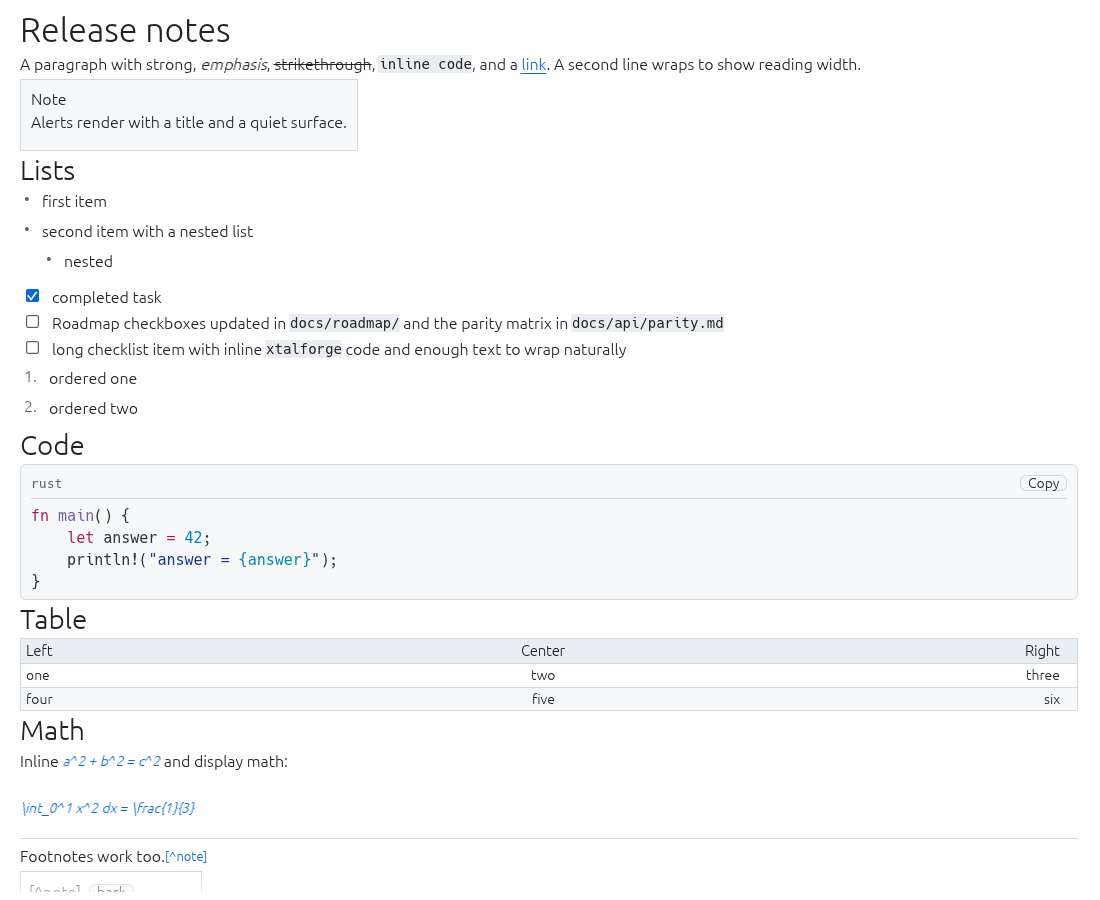 Release notes
A paragraph with strong, emphasis, strikethrough, inline code, and a link. A second line wraps to show reading width.
Note
Alerts render with a title and a quiet surface.
Lists
• first item
• second item with a nested list
• nested
completed task
Roadmap checkboxes updated in docs/roadmap/ and the parity matrix in docs/api/parity.md
long checklist item with inline xtalforge code and enough text to wrap naturally
1. ordered one
2. ordered two
Code
rust Copy
fn main() {
    let answer = 42;
    println!("answer = {answer}");
}
Table
Left Center Right
one two three
four five six
Math
Inline a^2 + b^2 = c^2 and display math:
\int_0^1 x^2 dx = \frac{1}{3}
Footnotes work too.[^note]
[^note] back